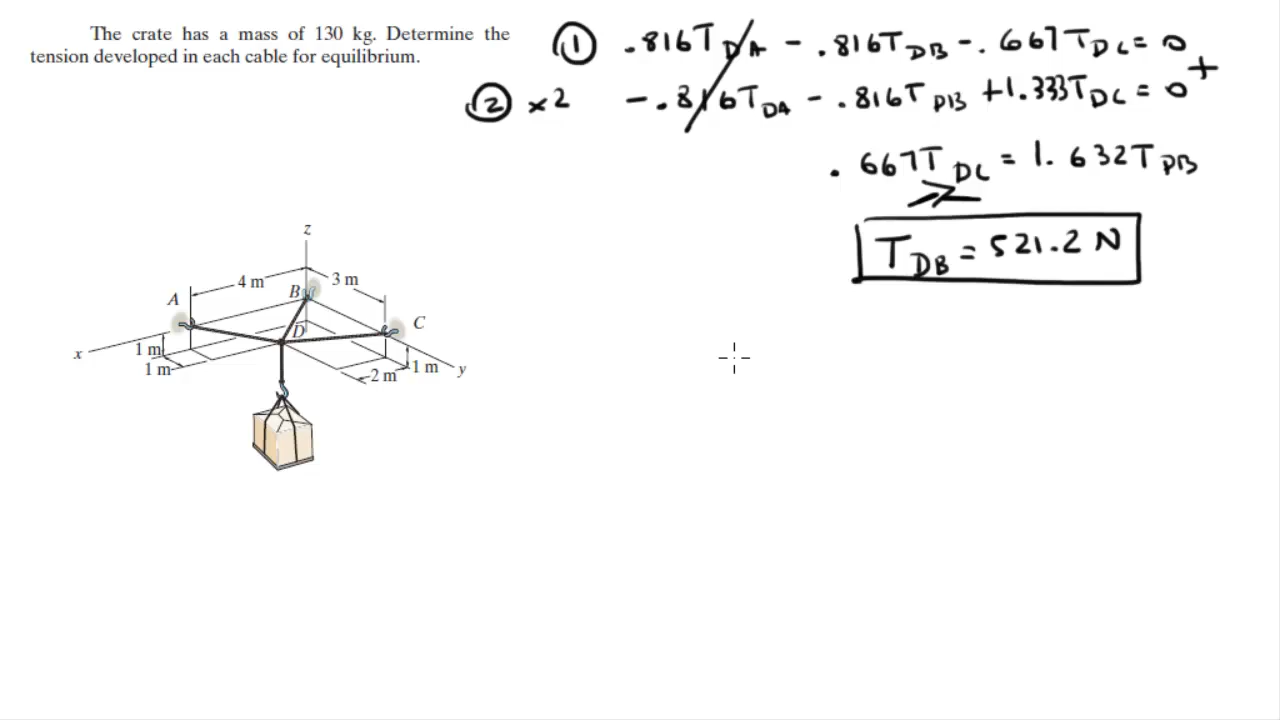 The crate has a mass of 130 kg. Determine the
tension developed in each cable for equilibrium.
① .816T DA - .816T DB - .667T DC = 0
② x2 - .816T DA - .816T DB + 1.333T DC = 0 +
.667T DC = 1.632T DB
T DB = 521.2 N
z
4 m
3 m
A
B
C
D
x
1 m
1 m
2 m
1 m
y